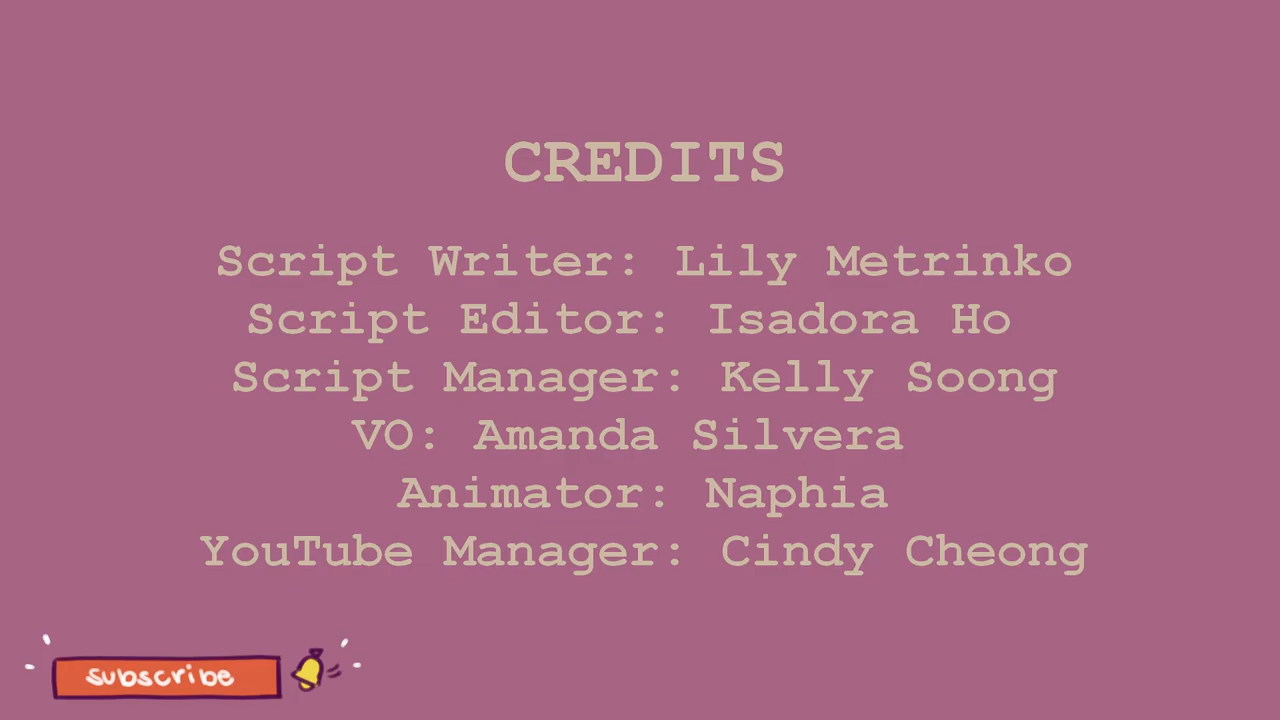 CREDITS
Script Writer: Lily Metrinko
Script Editor: Isadora Ho
Script Manager: Kelly Soong
VO: Amanda Silvera
Animator: Naphia
YouTube Manager: Cindy Cheong
subscribe